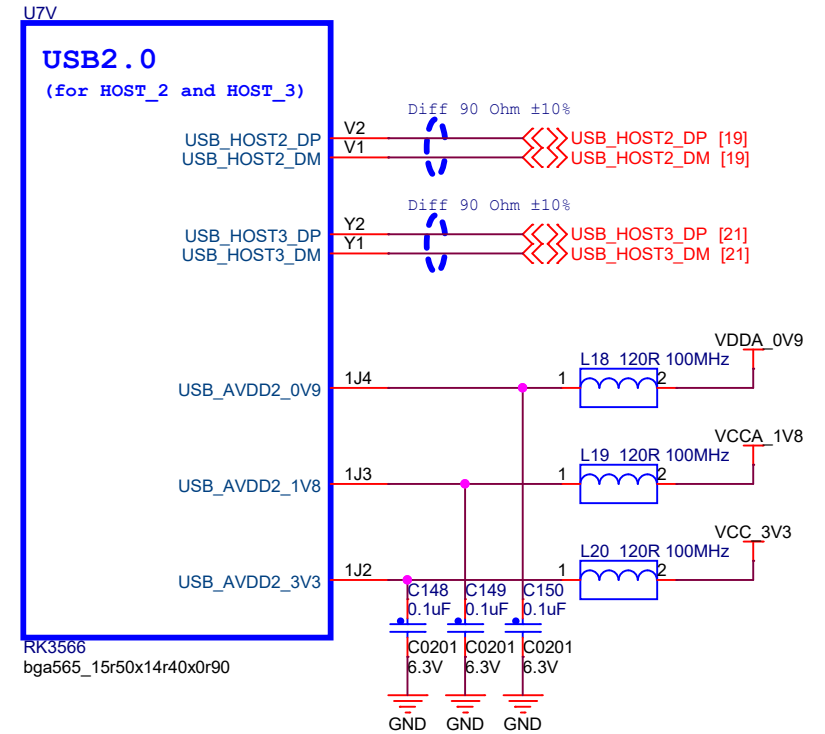 U7V
USB2.0
(for HOST_2 and HOST_3)
Diff 90 Ohm ±10%
USB_HOST2_DP V2 USB_HOST2_DP [19]
USB_HOST2_DM V1 USB_HOST2_DM [19]
Diff 90 Ohm ±10%
USB_HOST3_DP Y2 USB_HOST3_DP [21]
USB_HOST3_DM Y1 USB_HOST3_DM [21]
VDDA_0V9
L18 120R 100MHz
USB_AVDD2_0V9 1J4 1 2
VCCA_1V8
L19 120R 100MHz
USB_AVDD2_1V8 1J3 1 2
VCC_3V3
L20 120R 100MHz
USB_AVDD2_3V3 1J2 1 2
C148 C149 C150
0.1uF 0.1uF 0.1uF
RK3566 C0201 C0201 C0201
bga565_15r50x14r40x0r90 6.3V 6.3V 6.3V
GND GND GND